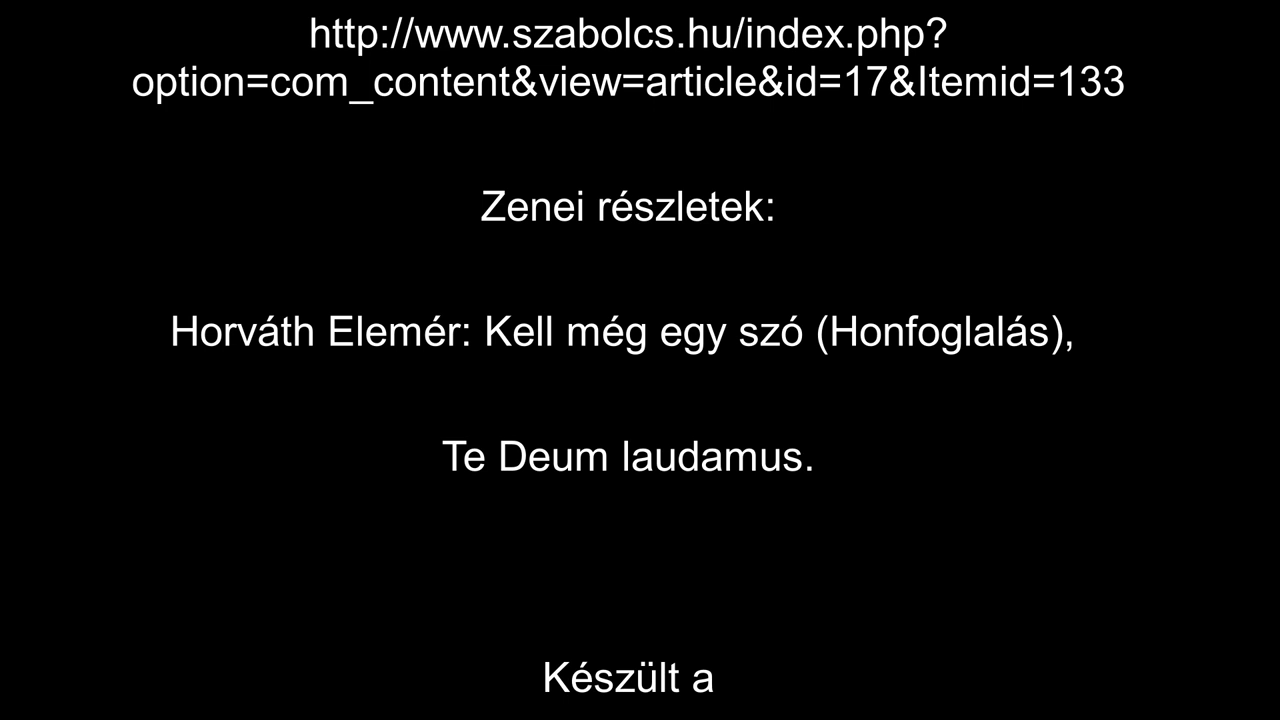 http://www.szabolcs.hu/index.php?
option=com_content&view=article&id=17&Itemid=133
Zenei részletek:
Horváth Elemér: Kell még egy szó (Honfoglalás),
Te Deum laudamus.
Készült a